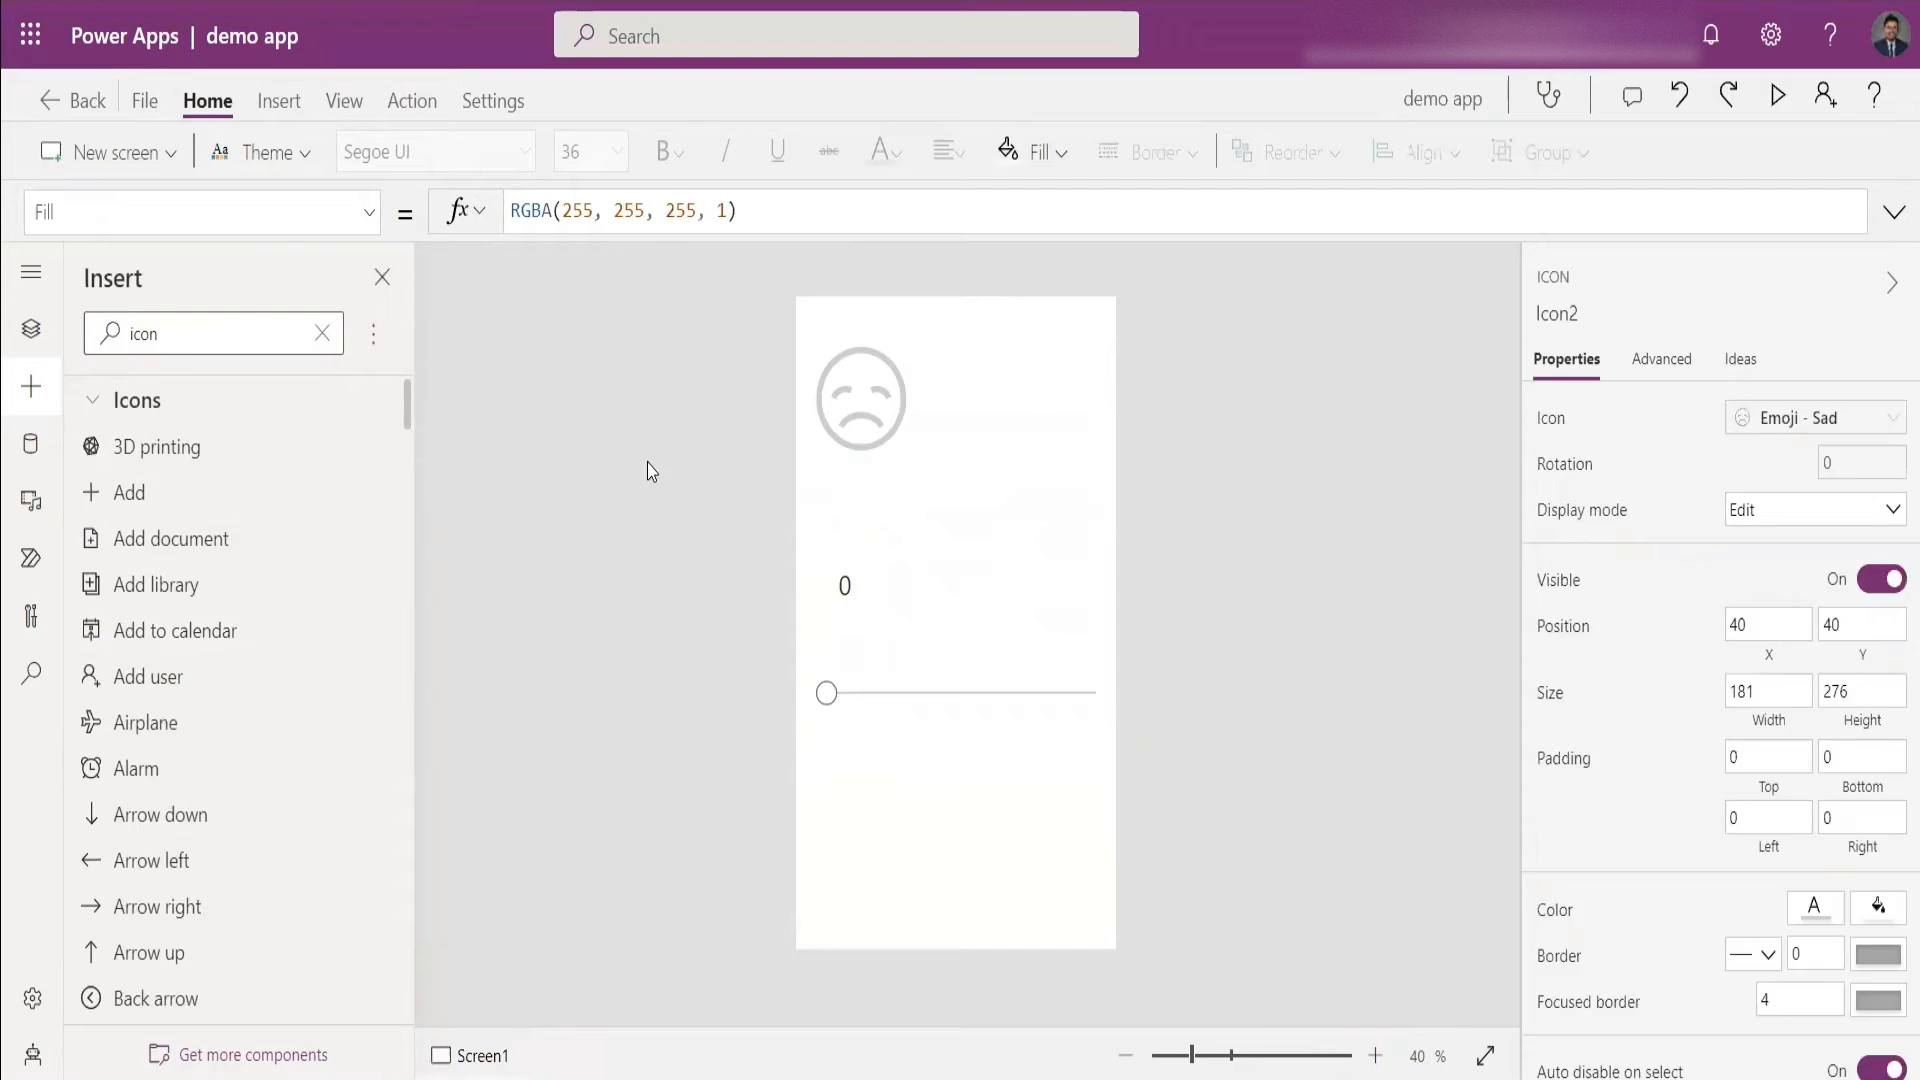 Power Apps | demo app
Search
Back
File
Home
Insert
View
Action
Settings
demo app
New screen
Theme
Segoe UI
36
B
/
U
abc
A
Fill
Border
Reorder
Align
Group
Fill
=
fx
RGBA(255, 255, 255, 1)
Insert
icon
Icons
3D printing
Add
Add document
Add library
Add to calendar
Add user
Airplane
Alarm
Arrow down
Arrow left
Arrow right
Arrow up
Back arrow
Get more components
0
Screen1
40 %
ICON
Icon2
Properties
Advanced
Ideas
Icon
Emoji - Sad
Rotation
0
Display mode
Edit
Visible
On
Position
40
40
X
Y
Size
181
276
Width
Height
Padding
0
0
Top
Bottom
0
0
Left
Right
Color
A
Border
0
Focused border
4
Auto disable on select
On